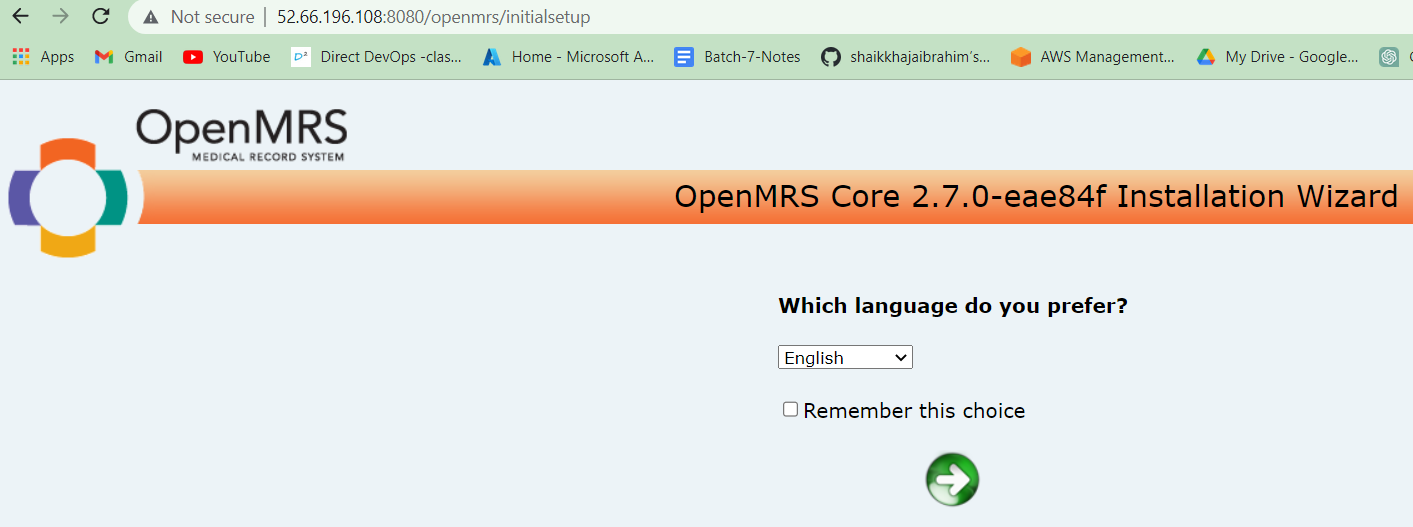 Not secure | 52.66.196.108:8080/openmrs/initialsetup
Apps Gmail YouTube D² Direct DevOps -clas... Home - Microsoft A... Batch-7-Notes shaikkhajaibrahim's... AWS Management... My Drive - Google...
OpenMRS
MEDICAL RECORD SYSTEM
OpenMRS Core 2.7.0-eae84f Installation Wizard
Which language do you prefer?
English
Remember this choice